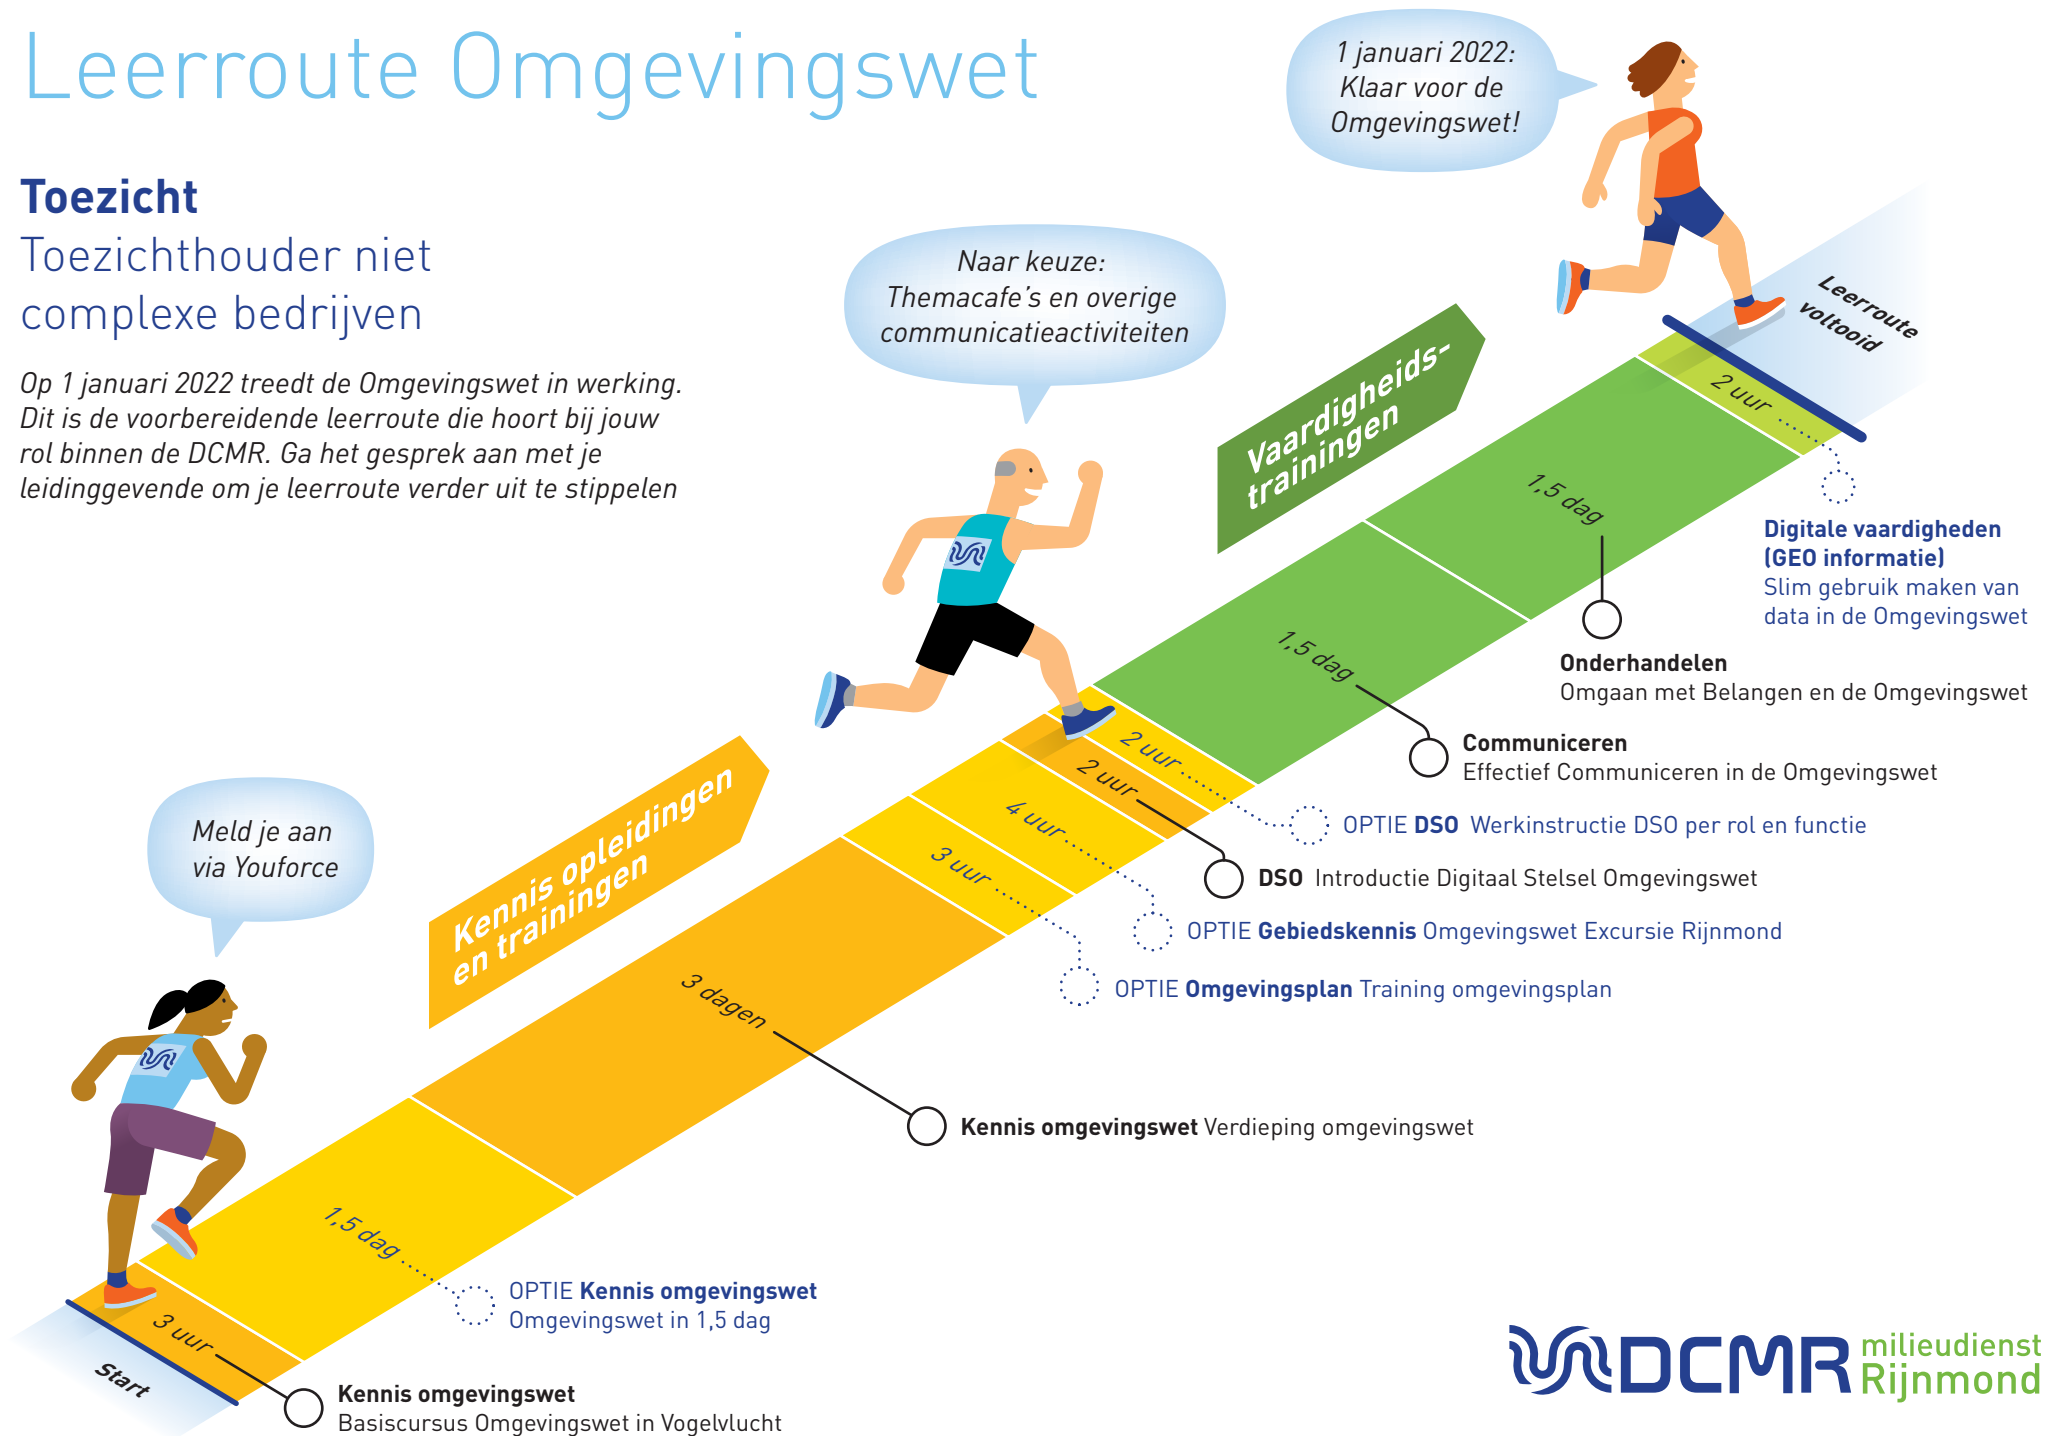 Leerroute Omgevingswet
Toezicht
Toezichthouder niet
complexe bedrijven
Op 1 januari 2022 treedt de Omgevingswet in werking.
Dit is de voorbereidende leerroute die hoort bij jouw
rol binnen de DCMR. Ga het gesprek aan met je
leidinggevende om je leerroute verder uit te stippelen
1 januari 2022:
Klaar voor de
Omgevingswet!
Naar keuze:
Themacafe's en overige
communicatieactiviteiten
Meld je aan
via Youforce
Kennis opleidingen
en trainingen
Vaardigheids-
trainingen
Leerroute
voltooid
2 uur
Digitale vaardigheden
(GEO informatie)
Slim gebruik maken van
data in de Omgevingswet
1,5 dag
Onderhandelen
Omgaan met Belangen en de Omgevingswet
1,5 dag
Communiceren
Effectief Communiceren in de Omgevingswet
2 uur
OPTIE DSO Werkinstructie DSO per rol en functie
2 uur
DSO Introductie Digitaal Stelsel Omgevingswet
4 uur
OPTIE Gebiedskennis Omgevingswet Excursie Rijnmond
3 uur
OPTIE Omgevingsplan Training omgevingsplan
3 dagen
Kennis omgevingswet Verdieping omgevingswet
1,5 dag
OPTIE Kennis omgevingswet
Omgevingswet in 1,5 dag
3 uur
Kennis omgevingswet
Basiscursus Omgevingswet in Vogelvlucht
Start
DCMR milieudienst
Rijnmond